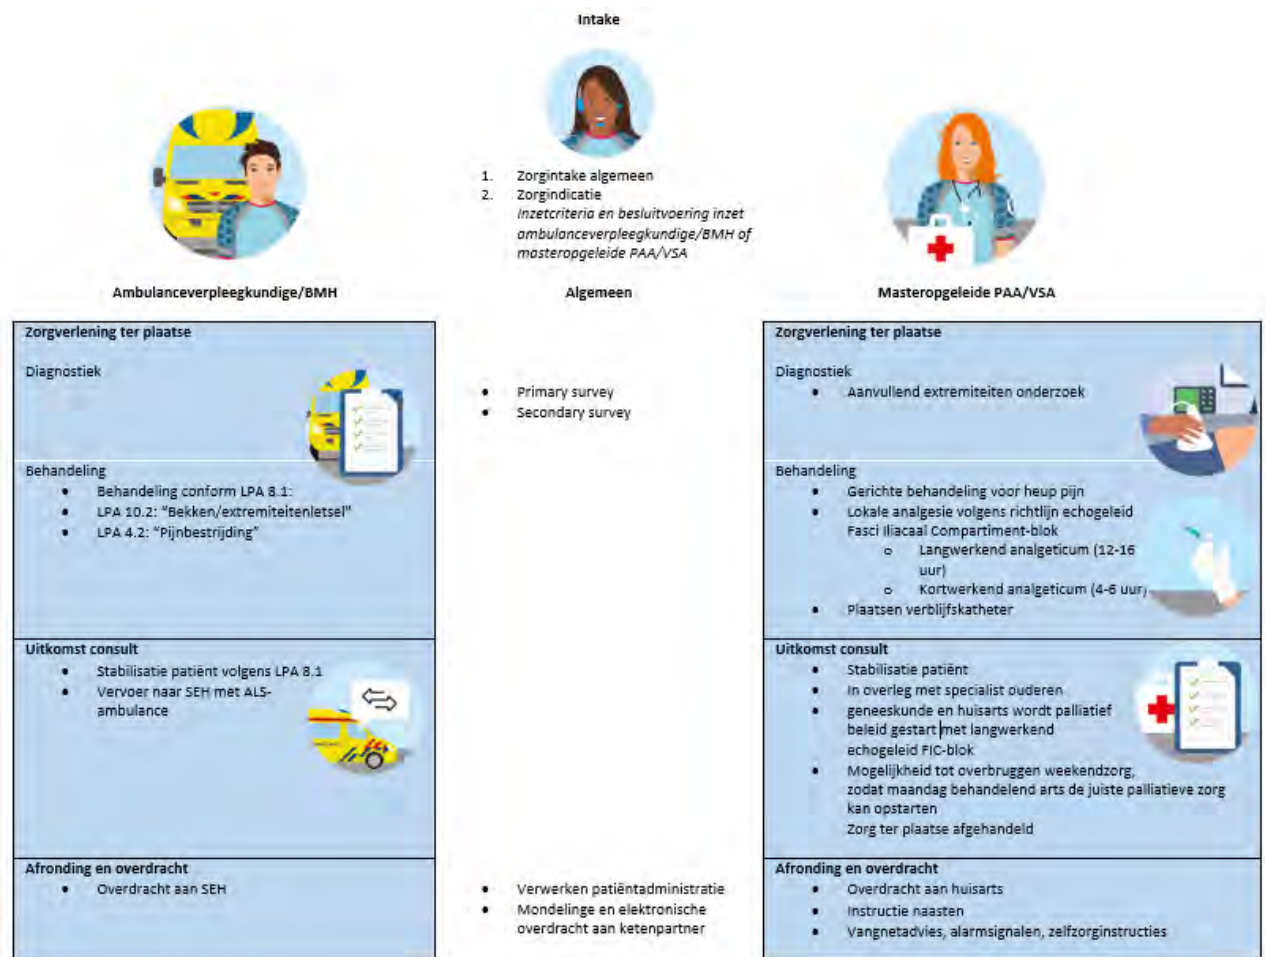 Intake
1. Zorgintake algemeen
2. Zorgindicatie
Inzetcriteria en besluitvoering inzet
ambulanceverpleegkundige/BMH of
masteropgeleide PAA/VSA
Ambulanceverpleegkundige/BMH
Algemeen
Masteropgeleide PAA/VSA
Zorgverlening ter plaatse
Diagnostiek
• Primary survey
• Secondary survey
Zorgverlening ter plaatse
Diagnostiek
• Aanvullend extremiteiten onderzoek
Behandeling
• Behandeling conform LPA 8.1:
• LPA 10.2: “Bekken/extremiteitenletsel”
• LPA 4.2: “Pijnbestrijding”
Behandeling
• Gerichte behandeling voor heup pijn
• Lokale analgesie volgens richtlijn echogeleid
Fasci Iliacaal Compartiment-blok
o Langwerkend analgeticum (12-16
uur)
o Kortwerkend analgeticum (4-6 uur)
• Plaatsen verblijfskatheter
Uitkomst consult
• Stabilisatie patiënt volgens LPA 8.1
• Vervoer naar SEH met ALS-
ambulance
Uitkomst consult
• Stabilisatie patiënt
• In overleg met specialist ouderen
• geneeskunde en huisarts wordt palliatief
beleid gestart met langwerkend
echogeleid FIC-blok
• Mogelijkheid tot overbruggen weekendzorg,
zodat maandag behandelend arts de juiste palliatieve zorg
kan opstarten
Zorg ter plaatse afgehandeld
Afronding en overdracht
• Overdracht aan SEH
• Verwerken patiëntadministratie
• Mondelinge en elektronische
overdracht aan ketenpartner
Afronding en overdracht
• Overdracht aan huisarts
• Instructie naasten
• Vangnetadvies, alarmsignalen, zelfzorginstructies